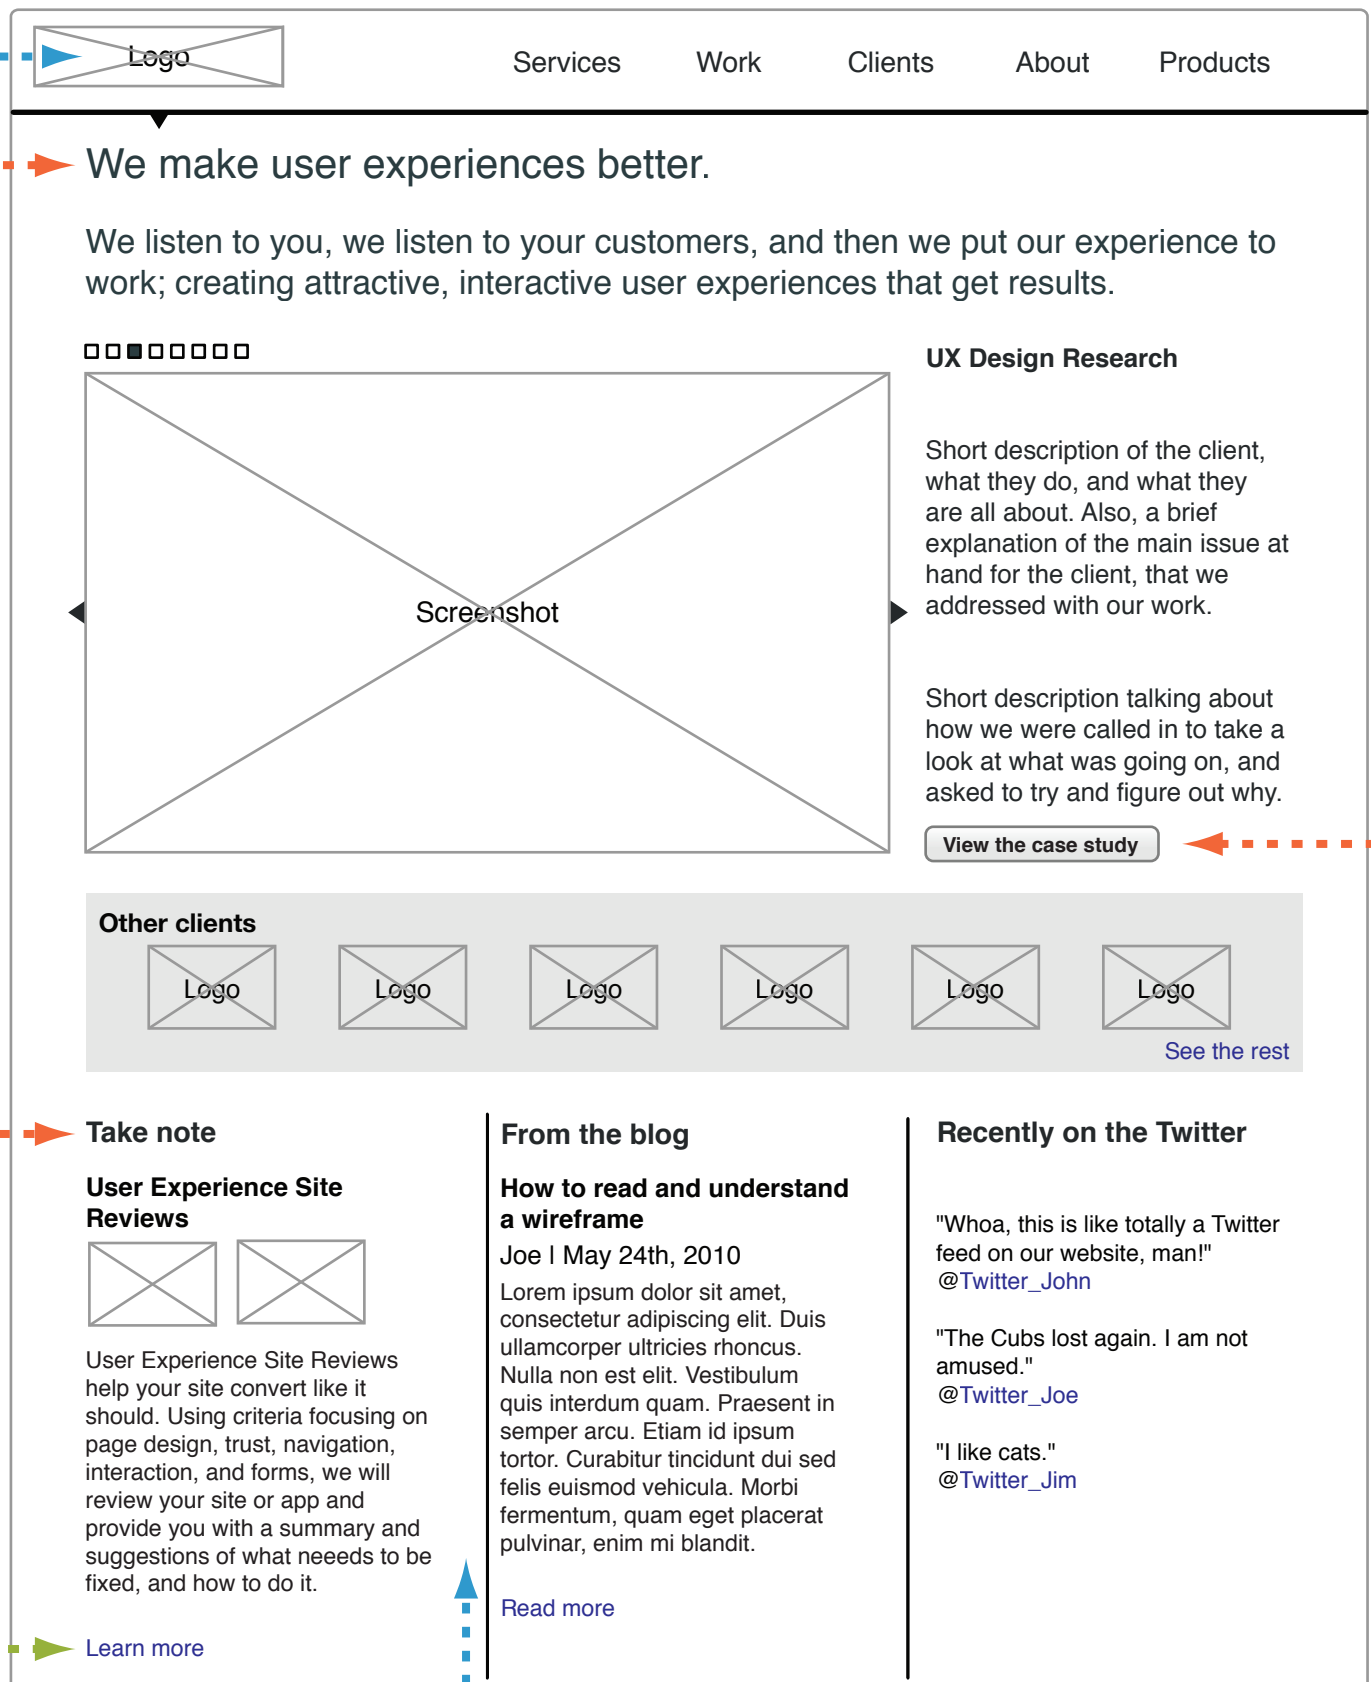 Logo
Services Work Clients About Products
We make user experiences better.
We listen to you, we listen to your customers, and then we put our experience to
work; creating attractive, interactive user experiences that get results.
Screenshot
UX Design Research
Short description of the client,
what they do, and what they
are all about. Also, a brief
explanation of the main issue at
hand for the client, that we
addressed with our work.
Short description talking about
how we were called in to take a
look at what was going on, and
asked to try and figure out why.
View the case study
Other clients
Logo Logo Logo Logo Logo Logo
See the rest
Take note
User Experience Site
Reviews
User Experience Site Reviews
help your site convert like it
should. Using criteria focusing on
page design, trust, navigation,
interaction, and forms, we will
review your site or app and
provide you with a summary and
suggestions of what neeeds to be
fixed, and how to do it.
Learn more
From the blog
How to read and understand
a wireframe
Joe | May 24th, 2010
Lorem ipsum dolor sit amet,
consectetur adipiscing elit. Duis
ullamcorper ultricies rhoncus.
Nulla non est elit. Vestibulum
quis interdum quam. Praesent in
semper arcu. Etiam id ipsum
tortor. Curabitur tincidunt dui sed
felis euismod vehicula. Morbi
fermentum, quam eget placerat
pulvinar, enim mi blandit.
Read more
Recently on the Twitter
"Whoa, this is like totally a Twitter
feed on our website, man!"
@Twitter_John
"The Cubs lost again. I am not
amused."
@Twitter_Joe
"I like cats."
@Twitter_Jim